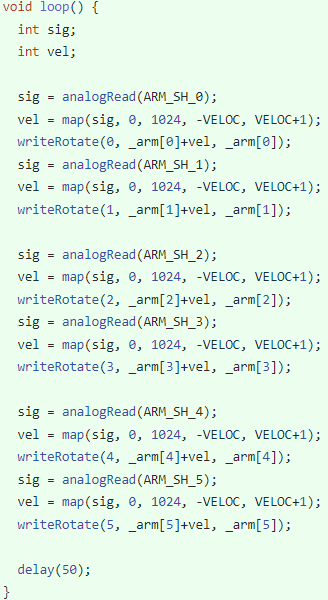 void loop() {
  int sig;
  int vel;

  sig = analogRead(ARM_SH_0);
  vel = map(sig, 0, 1024, -VELOC, VELOC+1);
  writeRotate(0, _arm[0]+vel, _arm[0]);
  sig = analogRead(ARM_SH_1);
  vel = map(sig, 0, 1024, -VELOC, VELOC+1);
  writeRotate(1, _arm[1]+vel, _arm[1]);

  sig = analogRead(ARM_SH_2);
  vel = map(sig, 0, 1024, -VELOC, VELOC+1);
  writeRotate(2, _arm[2]+vel, _arm[2]);
  sig = analogRead(ARM_SH_3);
  vel = map(sig, 0, 1024, -VELOC, VELOC+1);
  writeRotate(3, _arm[3]+vel, _arm[3]);

  sig = analogRead(ARM_SH_4);
  vel = map(sig, 0, 1024, -VELOC, VELOC+1);
  writeRotate(4, _arm[4]+vel, _arm[4]);
  sig = analogRead(ARM_SH_5);
  vel = map(sig, 0, 1024, -VELOC, VELOC+1);
  writeRotate(5, _arm[5]+vel, _arm[5]);

  delay(50);
}